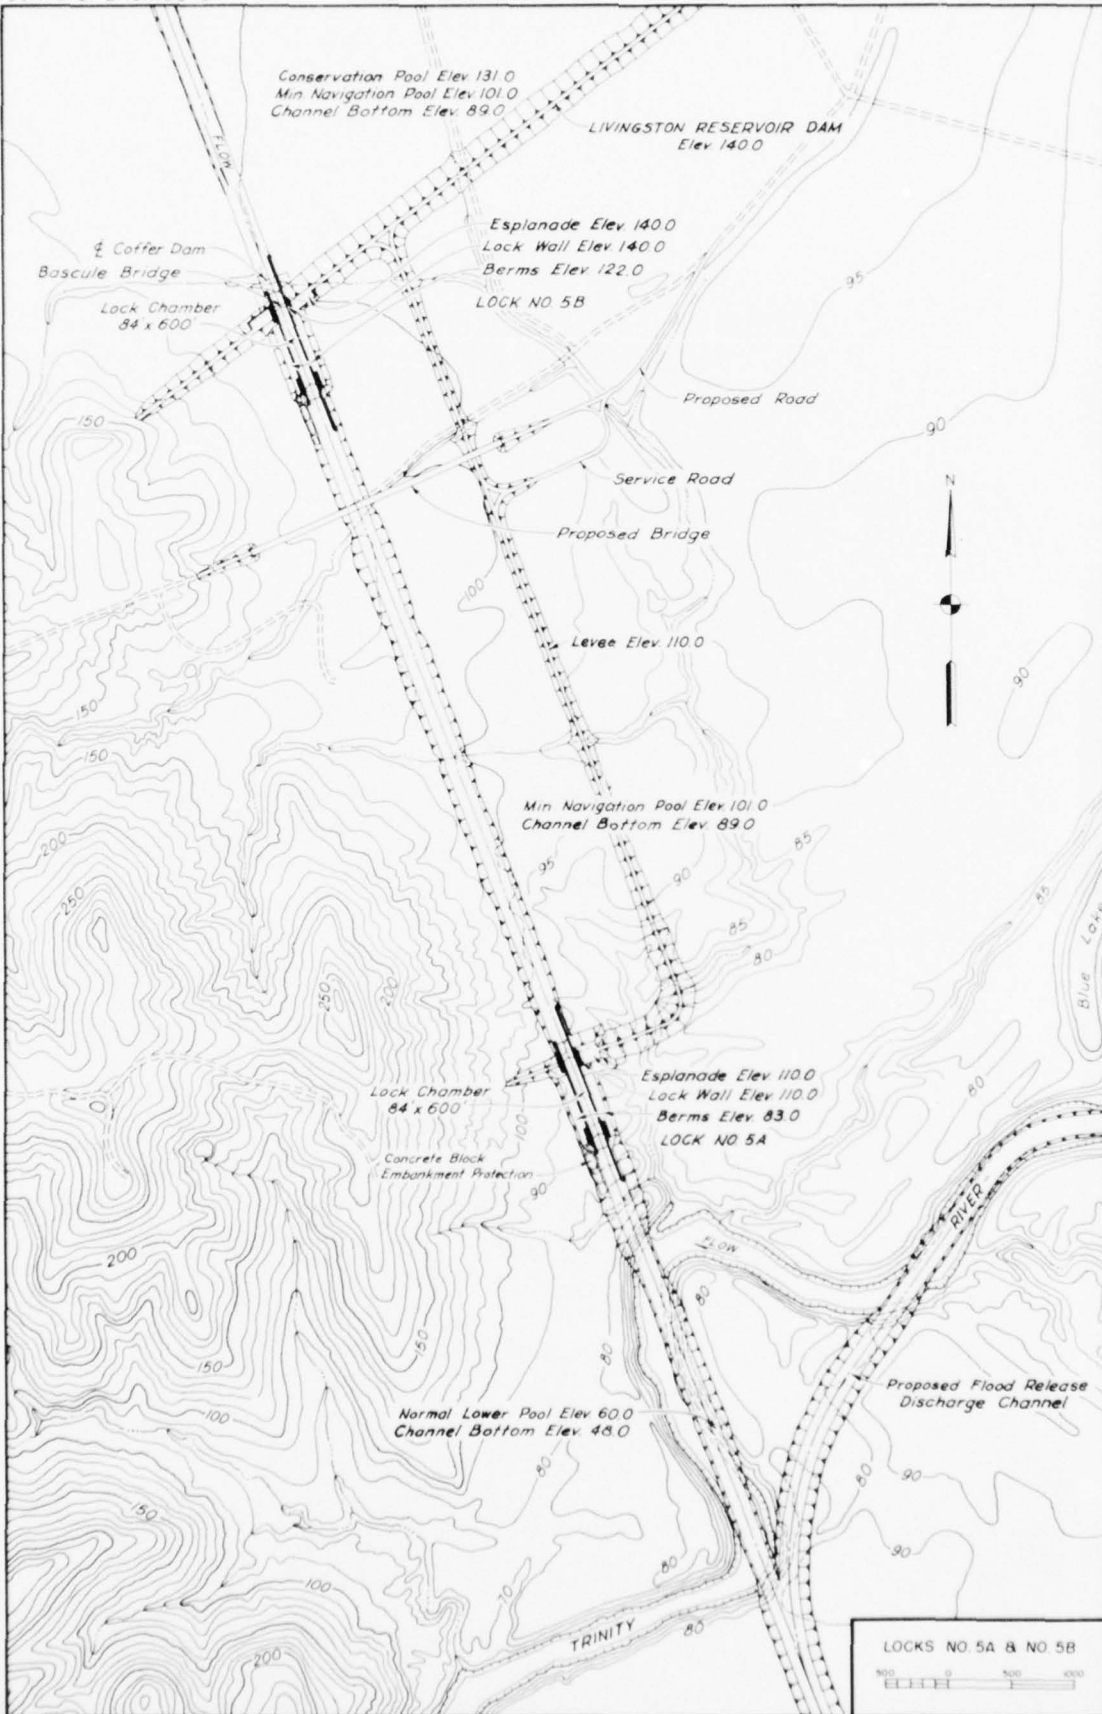 Conservation Pool Elev. 131.0
Min. Navigation Pool Elev. 101.0
Channel Bottom Elev. 89.0
FLOW
LIVINGSTON RESERVOIR DAM
Elev. 140.0
℄ Coffer Dam
Bascule Bridge
Lock Chamber
84' x 600'
Esplanade Elev. 140.0
Lock Wall Elev. 140.0
Berms Elev. 122.0
LOCK NO. 5B
95
Proposed Road
150
90
Service Road
N
Proposed Bridge
100
Levee Elev. 110.0
90
150
150
Min. Navigation Pool Elev. 101.0
Channel Bottom Elev. 89.0
85
200
95
90
250
85
85
80
Blue Lake
250
200
Lock Chamber
84' x 600'
100
Esplanade Elev. 110.0
Lock Wall Elev. 110.0
Berms Elev. 83.0
LOCK NO. 5A
80
Concrete Block
Embankment Protection
90
RIVER
200
FLOW
80
150
80
150
Proposed Flood Release
Discharge Channel
100
Normal Lower Pool Elev. 60.0
Channel Bottom Elev. 48.0
80
80
90
150
90
80
100
70
TRINITY
80
200
LOCKS NO. 5A & NO. 5B
500 0 500 1000